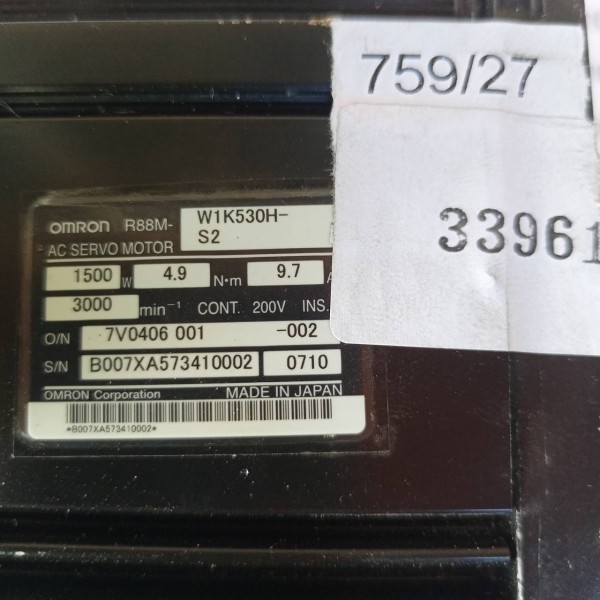 759/27
33961
OMRON R88M- W1K530H-
S2
AC SERVO MOTOR
1500 W 4.9 N·m 9.7 A
3000 min⁻¹ CONT. 200V INS.
O/N 7V0406 001 -002
S/N B007XA573410002 0710
OMRON Corporation MADE IN JAPAN
*B007XA573410002*